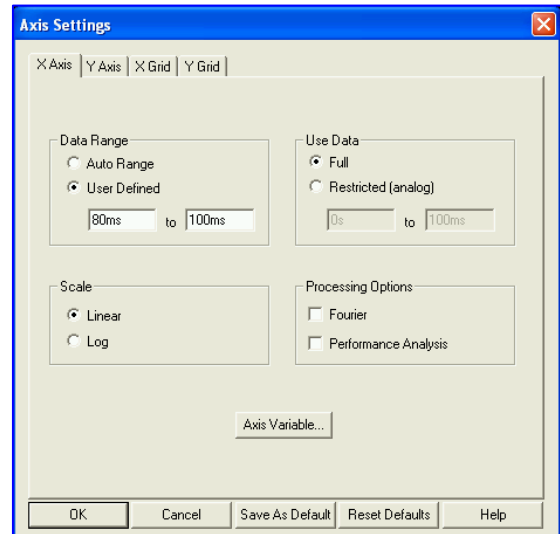 Axis Settings
X Axis Y Axis X Grid Y Grid
Data Range
Auto Range
User Defined
80ms to 100ms
Use Data
Full
Restricted (analog)
0s to 100ms
Scale
Linear
Log
Processing Options
Fourier
Performance Analysis
Axis Variable...
OK Cancel Save As Default Reset Defaults Help